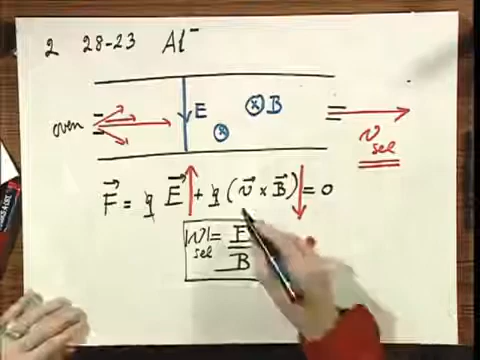 2 28-23 Al⁻
E ⊗ B
oven
⊗
v sel
F⃗ = q E⃗ + q (v⃗ × B⃗) = 0
|v| sel = E / B